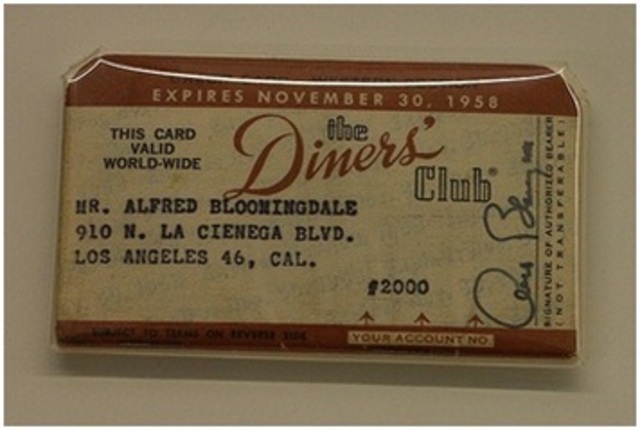 EXPIRES NOVEMBER 30, 1958
THIS CARD
VALID
WORLD-WIDE
the
Diners'
Club®
MR. ALFRED BLOOMINGDALE
910 N. LA CIENEGA BLVD.
LOS ANGELES 46, CAL.
#2000
SUBJECT TO TERMS ON REVERSE SIDE
YOUR ACCOUNT NO.
SIGNATURE OF AUTHORIZED BEARER
(NOT TRANSFERABLE)